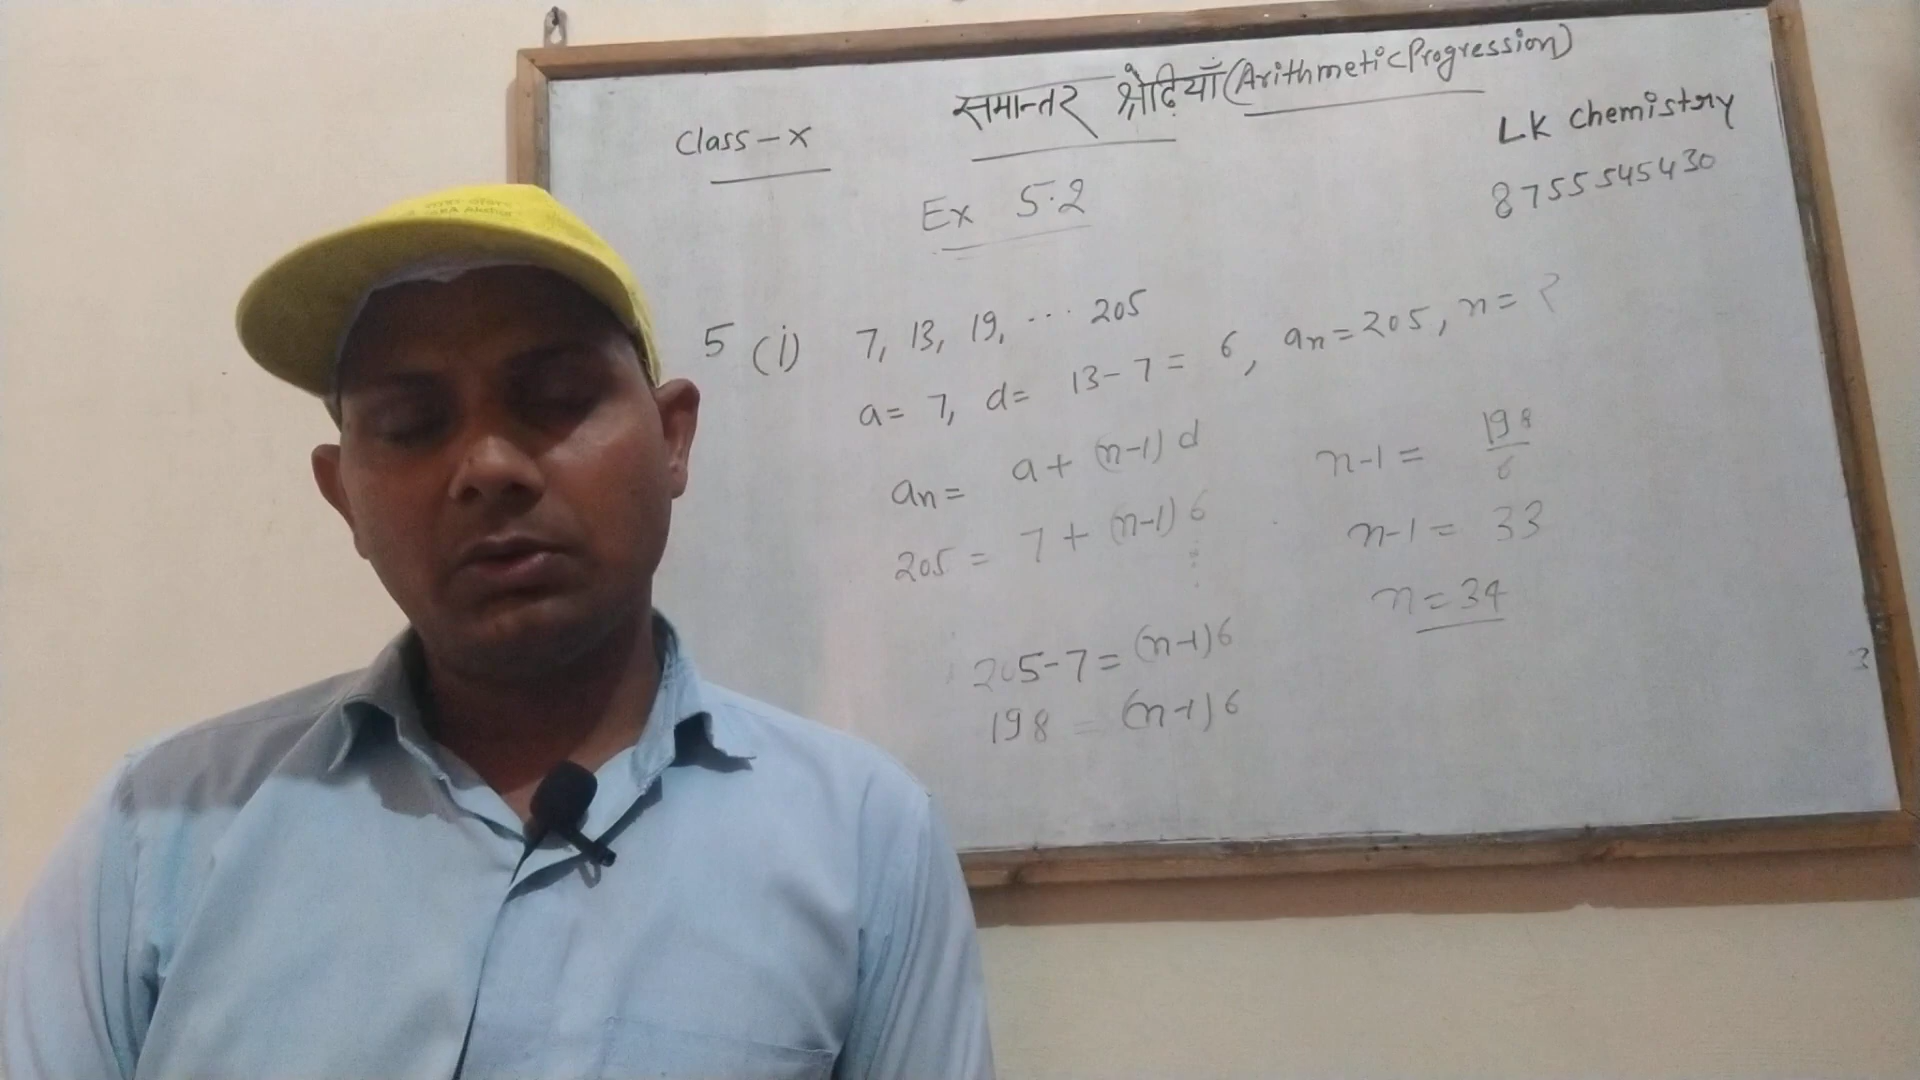 समान्तर श्रेढ़ियाँ (Arithmetic Progression)
Class - X
LK Chemistry
8755545430
Ex 5.2
5 (i) 7, 13, 19, ... 205
a = 7, d = 13 - 7 = 6, an = 205, n = ?
an = a + (n-1) d
205 = 7 + (n-1) 6
205 - 7 = (n-1) 6
198 = (n-1) 6
n-1 = 198/6
n-1 = 33
n = 34